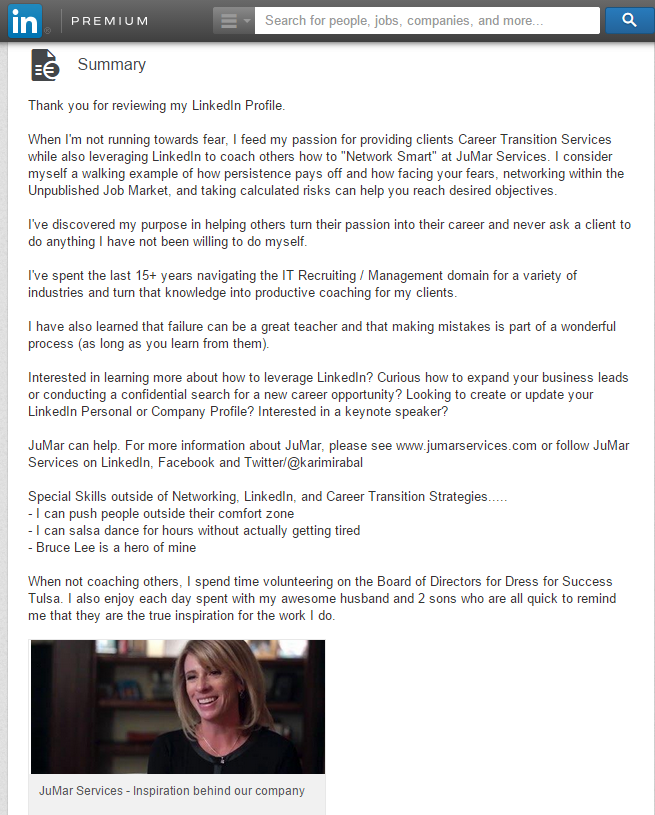 in ® PREMIUM Search for people, jobs, companies, and more...
Summary
Thank you for reviewing my LinkedIn Profile.
When I'm not running towards fear, I feed my passion for providing clients Career Transition Services
while also leveraging LinkedIn to coach others how to "Network Smart" at JuMar Services. I consider
myself a walking example of how persistence pays off and how facing your fears, networking within the
Unpublished Job Market, and taking calculated risks can help you reach desired objectives.
I've discovered my purpose in helping others turn their passion into their career and never ask a client to
do anything I have not been willing to do myself.
I've spent the last 15+ years navigating the IT Recruiting / Management domain for a variety of
industries and turn that knowledge into productive coaching for my clients.
I have also learned that failure can be a great teacher and that making mistakes is part of a wonderful
process (as long as you learn from them).
Interested in learning more about how to leverage LinkedIn? Curious how to expand your business leads
or conducting a confidential search for a new career opportunity? Looking to create or update your
LinkedIn Personal or Company Profile? Interested in a keynote speaker?
JuMar can help. For more information about JuMar, please see www.jumarservices.com or follow JuMar
Services on LinkedIn, Facebook and Twitter/@karimirabal
Special Skills outside of Networking, LinkedIn, and Career Transition Strategies.....
- I can push people outside their comfort zone
- I can salsa dance for hours without actually getting tired
- Bruce Lee is a hero of mine
When not coaching others, I spend time volunteering on the Board of Directors for Dress for Success
Tulsa. I also enjoy each day spent with my awesome husband and 2 sons who are all quick to remind
me that they are the true inspiration for the work I do.
JuMar Services - Inspiration behind our company